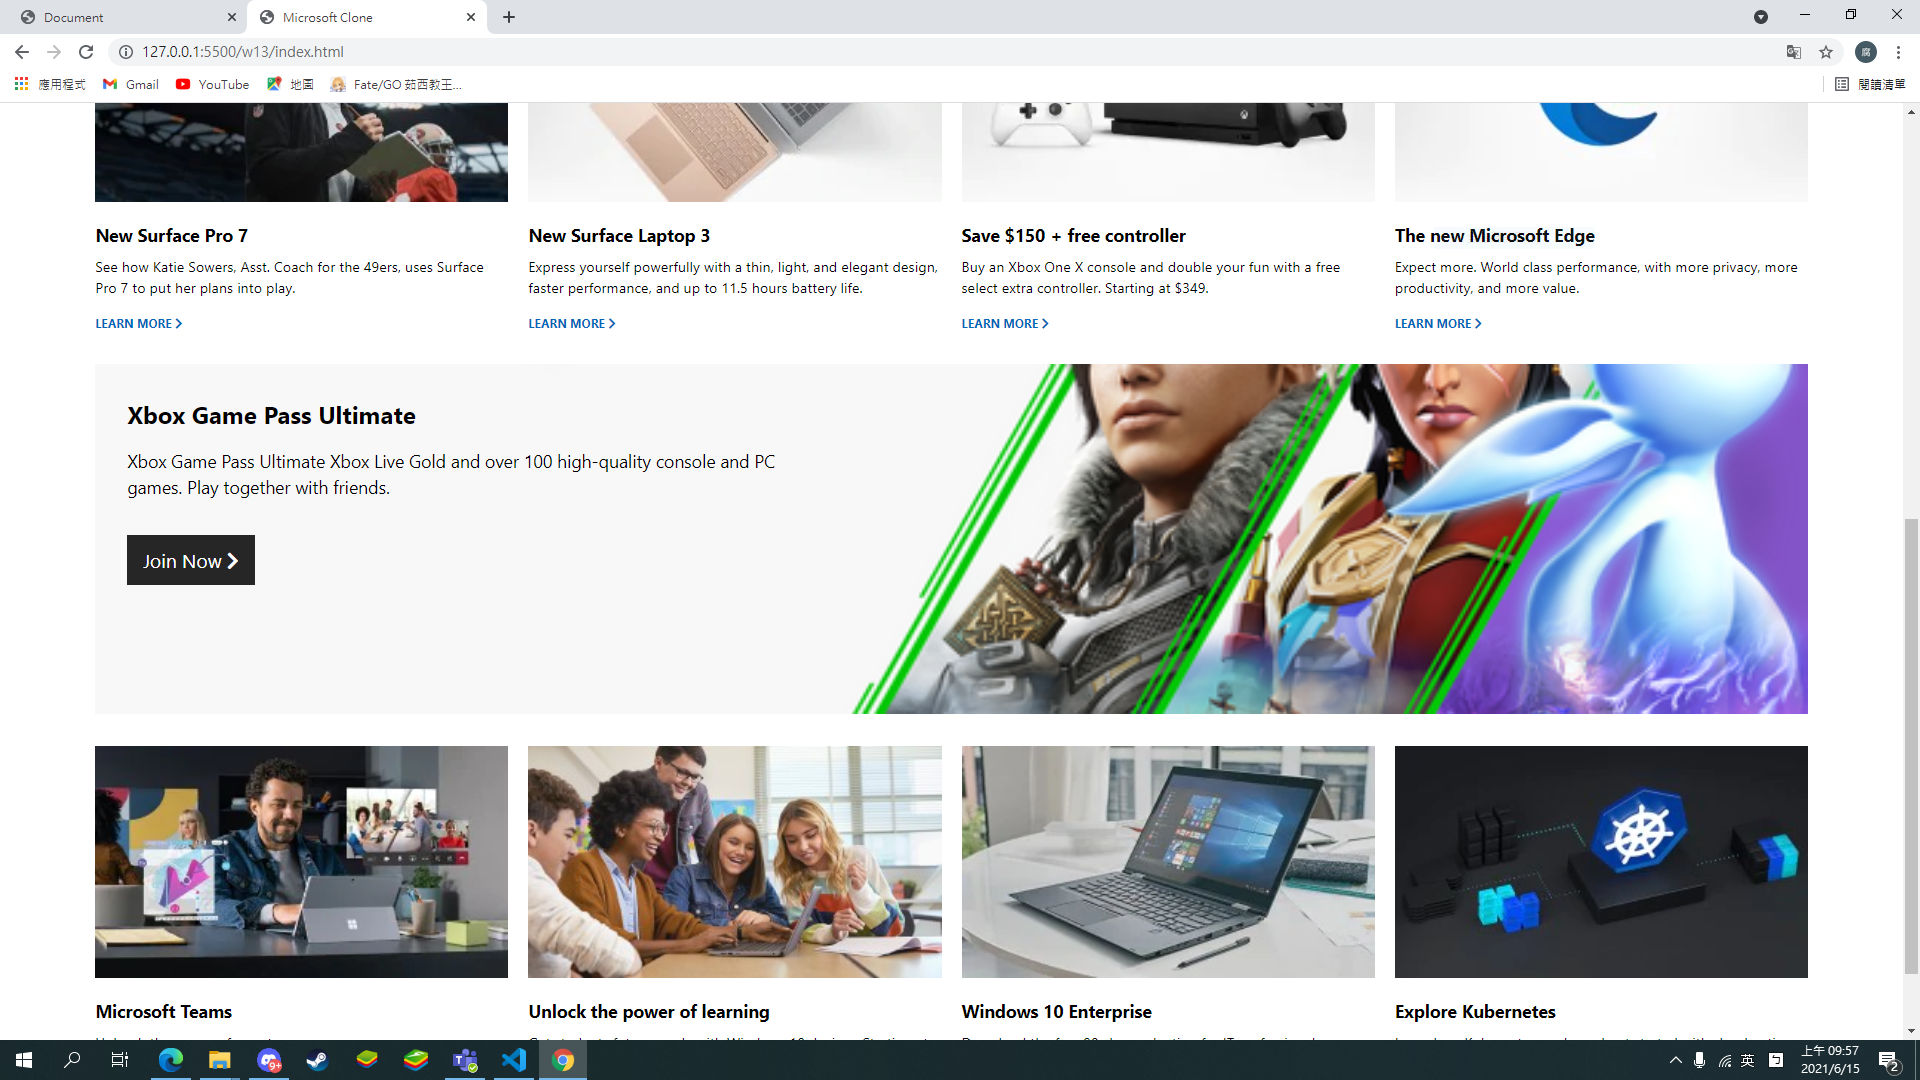 Document
Microsoft Clone
127.0.0.1:5500/w13/index.html
應用程式
Gmail
YouTube
地圖
Fate/GO 茹西教王...
閱讀清單
New Surface Pro 7
See how Katie Sowers, Asst. Coach for the 49ers, uses Surface
Pro 7 to put her plans into play.
LEARN MORE
New Surface Laptop 3
Express yourself powerfully with a thin, light, and elegant design,
faster performance, and up to 11.5 hours battery life.
LEARN MORE
Save $150 + free controller
Buy an Xbox One X console and double your fun with a free
select extra controller. Starting at $349.
LEARN MORE
The new Microsoft Edge
Expect more. World class performance, with more privacy, more
productivity, and more value.
LEARN MORE
Xbox Game Pass Ultimate
Xbox Game Pass Ultimate Xbox Live Gold and over 100 high-quality console and PC
games. Play together with friends.
Join Now
Microsoft Teams
Unlock the power of learning
Windows 10 Enterprise
Explore Kubernetes
9+
英
上午 09:57
2021/6/15
2